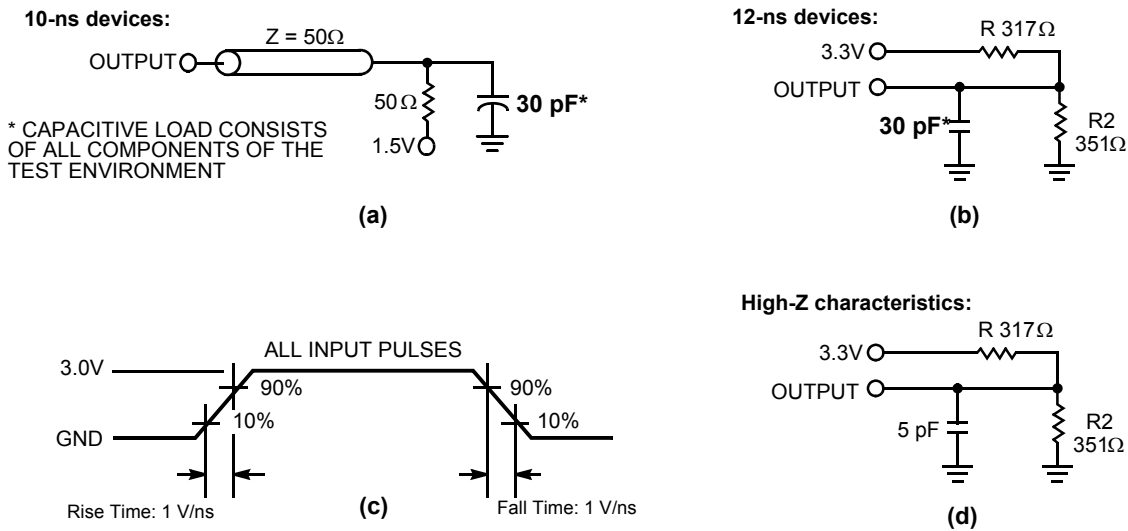 10-ns devices:
Z = 50Ω
OUTPUT
50Ω
30 pF*
1.5V
* CAPACITIVE LOAD CONSISTS
OF ALL COMPONENTS OF THE
TEST ENVIRONMENT
(a)
12-ns devices:
R 317Ω
3.3V
OUTPUT
30 pF*
R2
351Ω
(b)
ALL INPUT PULSES
3.0V
90%
10%
GND
90%
10%
Rise Time: 1 V/ns
(c)
Fall Time: 1 V/ns
High-Z characteristics:
R 317Ω
3.3V
OUTPUT
5 pF
R2
351Ω
(d)